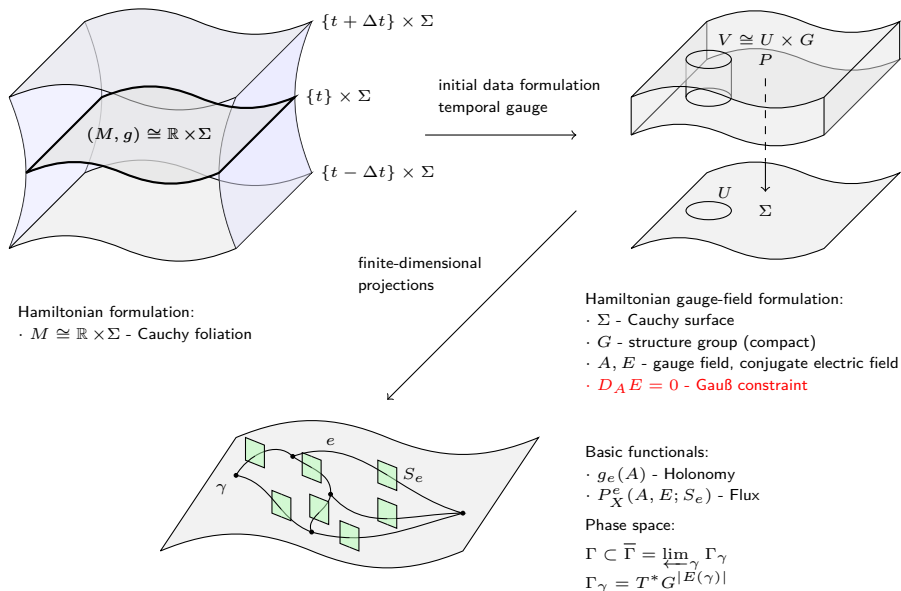 {t + Δt} × Σ
{t} × Σ
(M, g) ≅ ℝ × Σ
{t − Δt} × Σ
initial data formulation
temporal gauge
V ≅ U × G
P
U
Σ
finite-dimensional
projections
Hamiltonian formulation:
· M ≅ ℝ × Σ - Cauchy foliation
Hamiltonian gauge-field formulation:
· Σ - Cauchy surface
· G - structure group (compact)
· A, E - gauge field, conjugate electric field
· D_A E = 0 - Gauß constraint
e
S_e
γ
Basic functionals:
· g_e(A) - Holonomy
· P_X^e(A, E; S_e) - Flux
Phase space:
Γ ⊂ Γ̅ = lim_{←γ} Γ_γ
Γ_γ = T*G^{|E(γ)|}